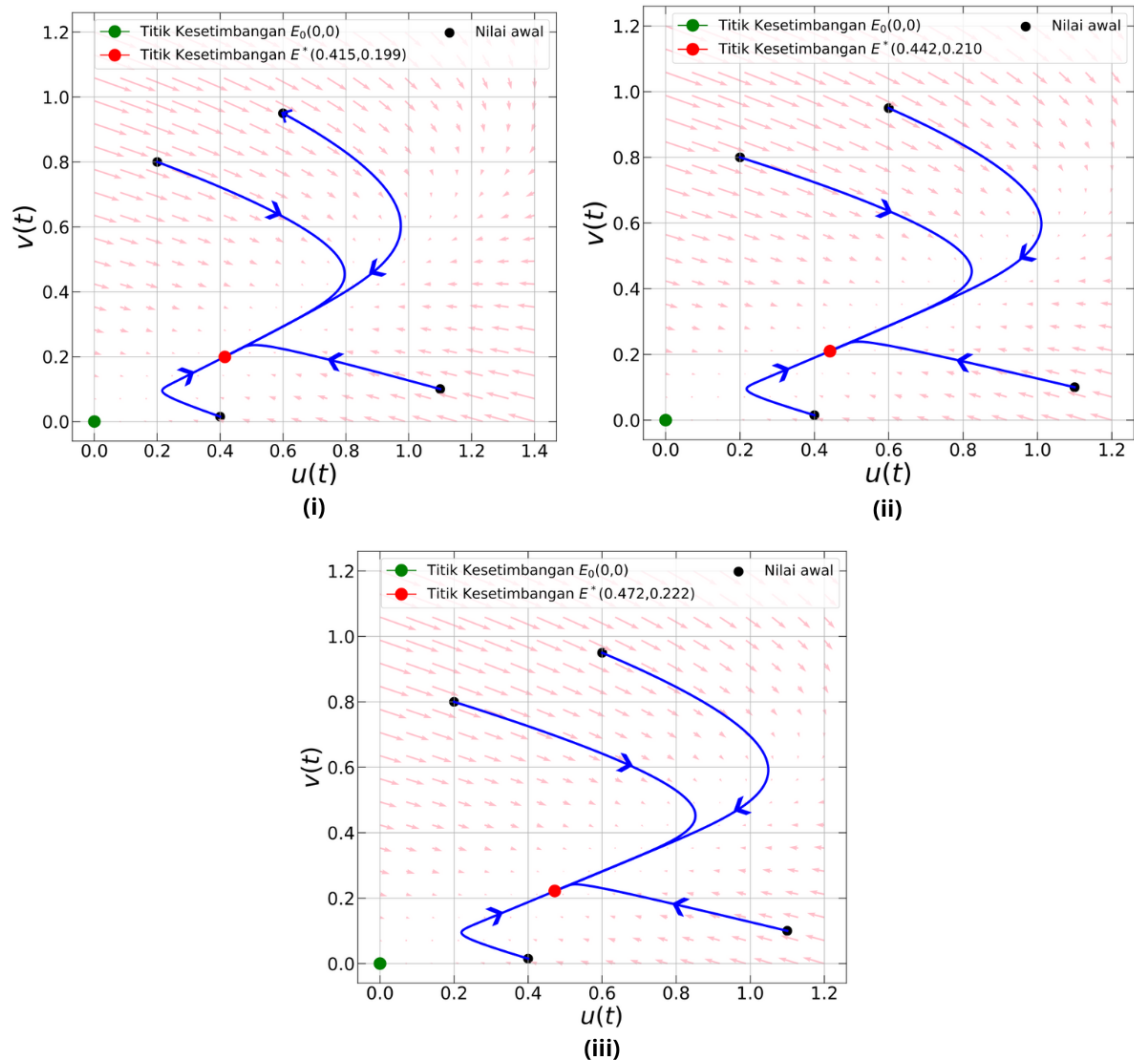 Titik Kesetimbangan E₀(0,0)
Nilai awal
Titik Kesetimbangan E*(0.415,0.199)
1.2
1.0
0.8
0.6
0.4
0.2
0.0
v(t)
0.0 0.2 0.4 0.6 0.8 1.0 1.2 1.4
u(t)
(i)
Titik Kesetimbangan E₀(0,0)
Nilai awal
Titik Kesetimbangan E*(0.442,0.210
1.2
1.0
0.8
0.6
0.4
0.2
0.0
v(t)
0.0 0.2 0.4 0.6 0.8 1.0 1.2
u(t)
(ii)
Titik Kesetimbangan E₀(0,0)
Nilai awal
Titik Kesetimbangan E*(0.472,0.222)
1.2
1.0
0.8
0.6
0.4
0.2
0.0
v(t)
0.0 0.2 0.4 0.6 0.8 1.0 1.2
u(t)
(iii)